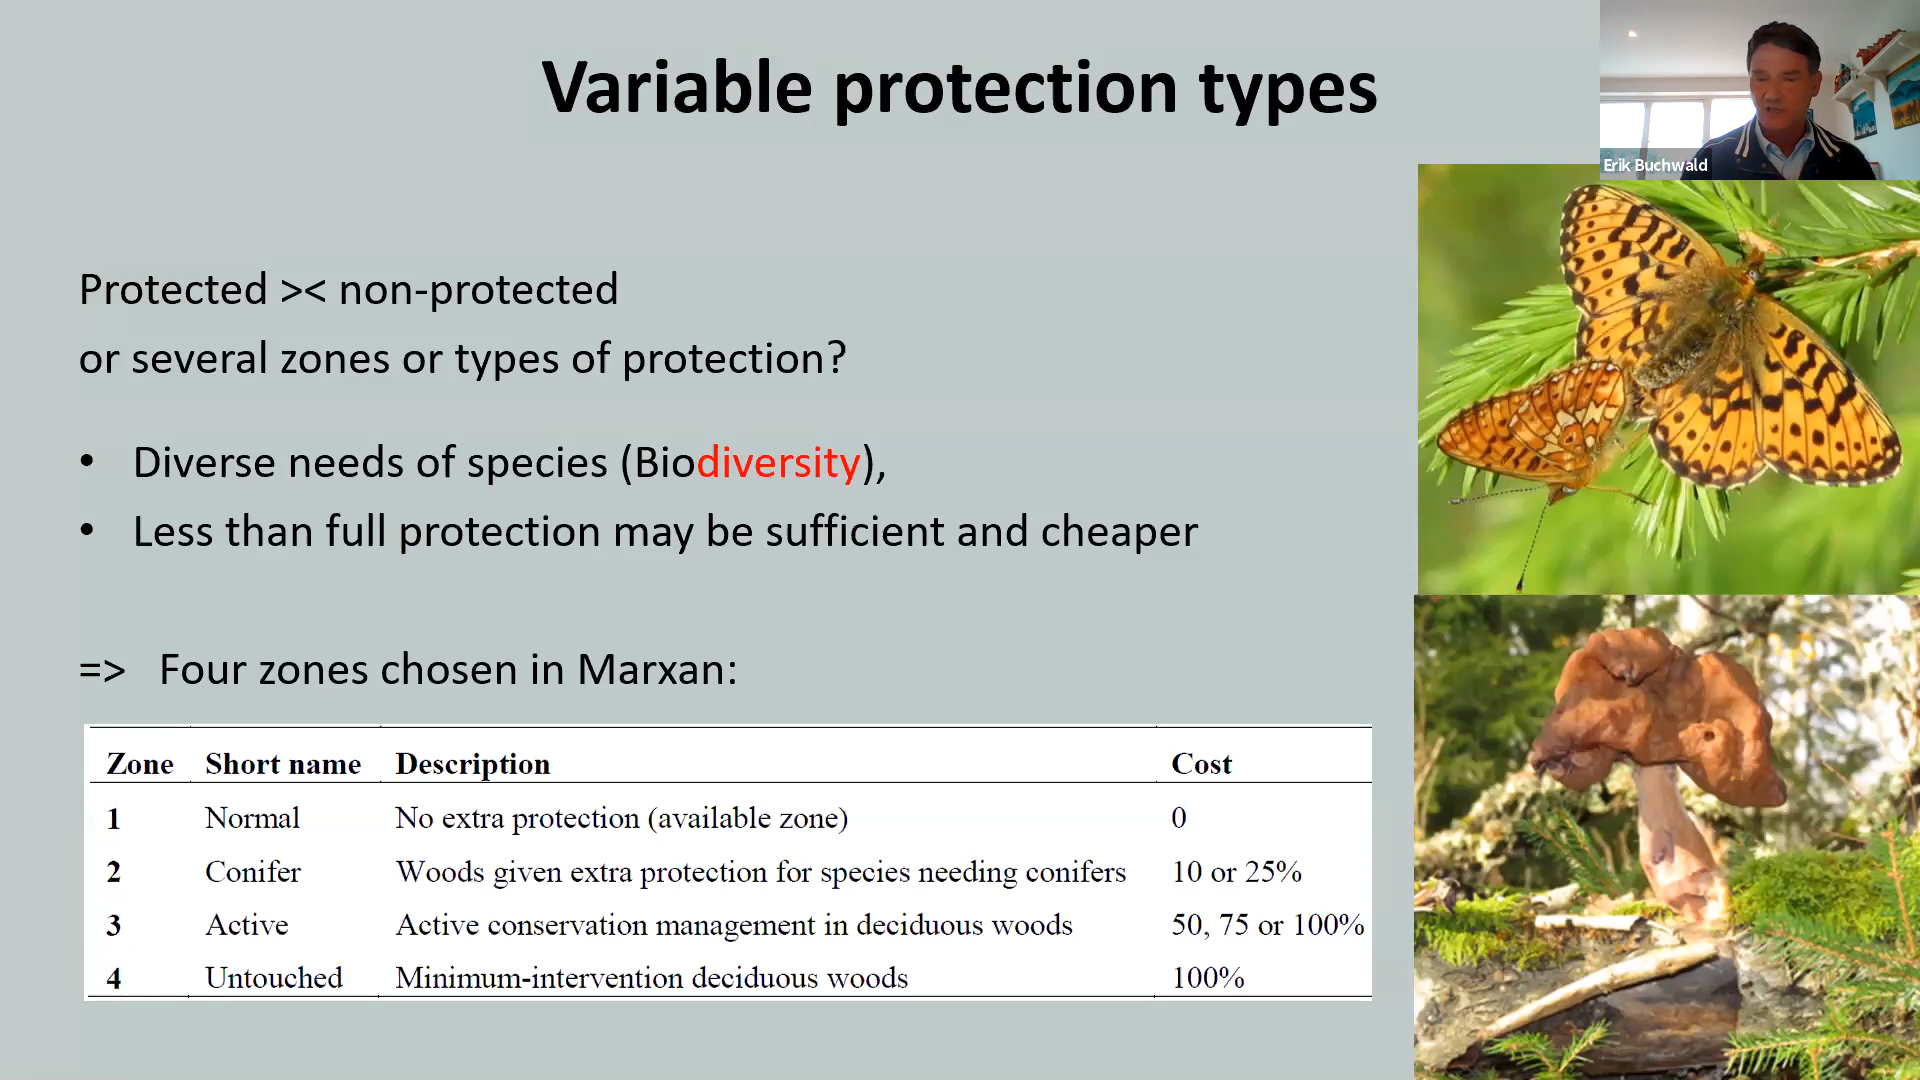 Variable protection types
Erik Buchwald
Protected >< non-protected
or several zones or types of protection?
• Diverse needs of species (Biodiversity),
• Less than full protection may be sufficient and cheaper
=> Four zones chosen in Marxan:
Zone Short name Description Cost
1 Normal No extra protection (available zone) 0
2 Conifer Woods given extra protection for species needing conifers 10 or 25%
3 Active Active conservation management in deciduous woods 50, 75 or 100%
4 Untouched Minimum-intervention deciduous woods 100%